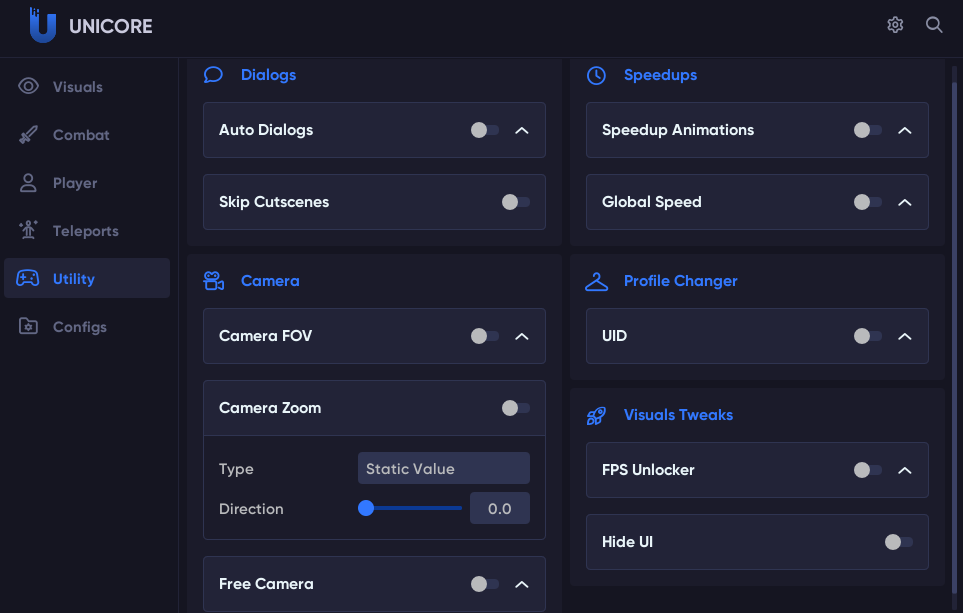 UNICORE
Visuals
Combat
Player
Teleports
Utility
Configs
Dialogs
Auto Dialogs
Skip Cutscenes
Camera
Camera FOV
Camera Zoom
Type
Static Value
Direction
0.0
Free Camera
Speedups
Speedup Animations
Global Speed
Profile Changer
UID
Visuals Tweaks
FPS Unlocker
Hide UI